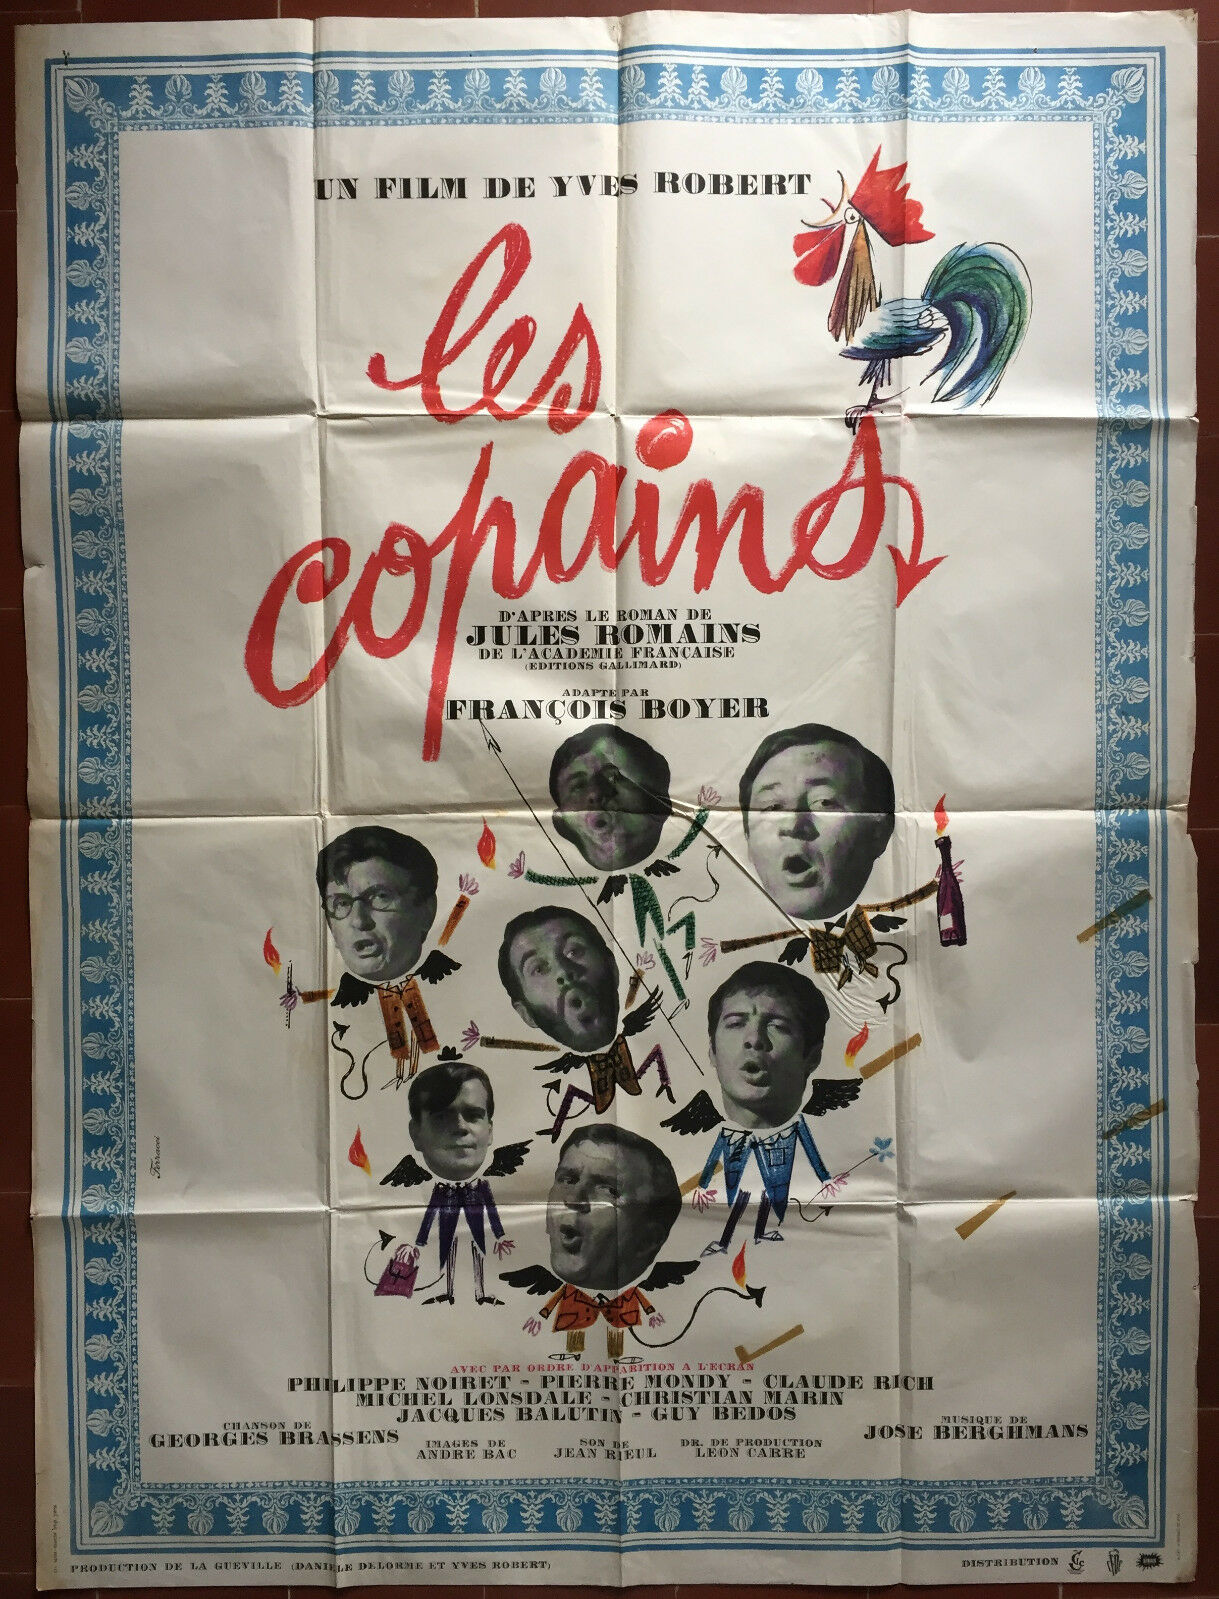 UN FILM DE YVES ROBERT
les
copains
D'APRES LE ROMAN DE
JULES ROMAINS
DE L'ACADEMIE FRANÇAISE
(EDITIONS GALLIMARD)
ADAPTE PAR
FRANÇOIS BOYER
Ferracci
AVEC PAR ORDRE D'APPARITION A L'ECRAN
PHILIPPE NOIRET - PIERRE MONDY - CLAUDE RICH
MICHEL LONSDALE - CHRISTIAN MARIN
JACQUES BALUTIN - GUY BEDOS
CHANSON DE
GEORGES BRASSENS
IMAGES DE
ANDRE BAC
SON DE
JEAN RIEUL
DR. DE PRODUCTION
LEON CARRE
MUSIQUE DE
JOSE BERGHMANS
PRODUCTION DE LA GUEVILLE (DANIELE DELORME ET YVES ROBERT)
DISTRIBUTION